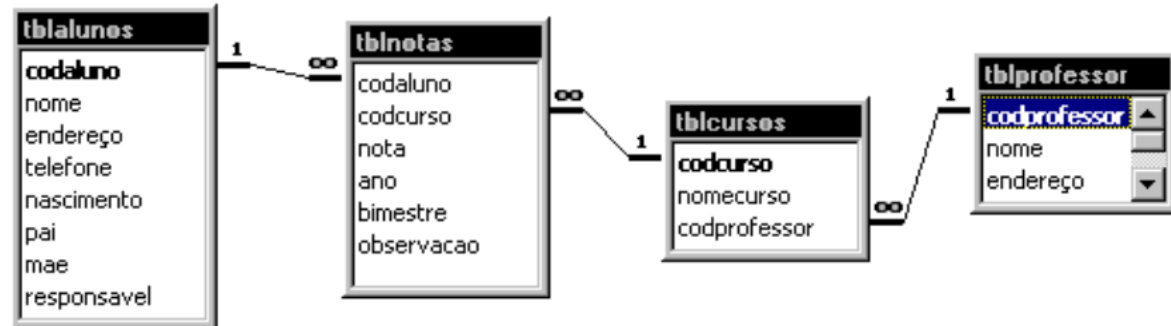 tblalunos
codaluno
nome
endereço
telefone
nascimento
pai
mae
responsavel
1
∞
tblnotas
codaluno
codcurso
nota
ano
bimestre
observacao
∞
1
tblcursos
codcurso
nomecurso
codprofessor
∞
1
tblprofessor
codprofessor
nome
endereço